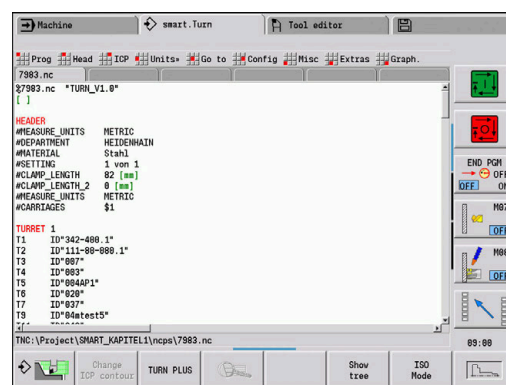 Machine smart.Turn Tool editor
Prog Head ICP Units» Go to Config Misc Extras Graph.
7983.nc
%7983.nc "TURN_V1.0"
[ ]
HEADER
#MEASURE_UNITS METRIC
#DEPARTMENT HEIDENHAIN
#MATERIAL Stahl
#SETTING 1 von 1
#CLAMP_LENGTH 82 [mm]
#CLAMP_LENGTH_2 0 [mm]
#MEASURE_UNITS METRIC
#CARRIAGES $1
TURRET 1
T1 ID"342-400.1"
T2 ID"111-80-080.1"
T3 ID"007"
T4 ID"003"
T5 ID"004AP1"
T6 ID"020"
T7 ID"037"
T9 ID"04mtest5"
TNC:\Project\SMART_KAPITEL1\ncps\7983.nc
END PGM
OFF
OFF ON
M07
OFF
M08
OFF
09:00
Change ICP contour
TURN PLUS
Show tree
ISO Mode